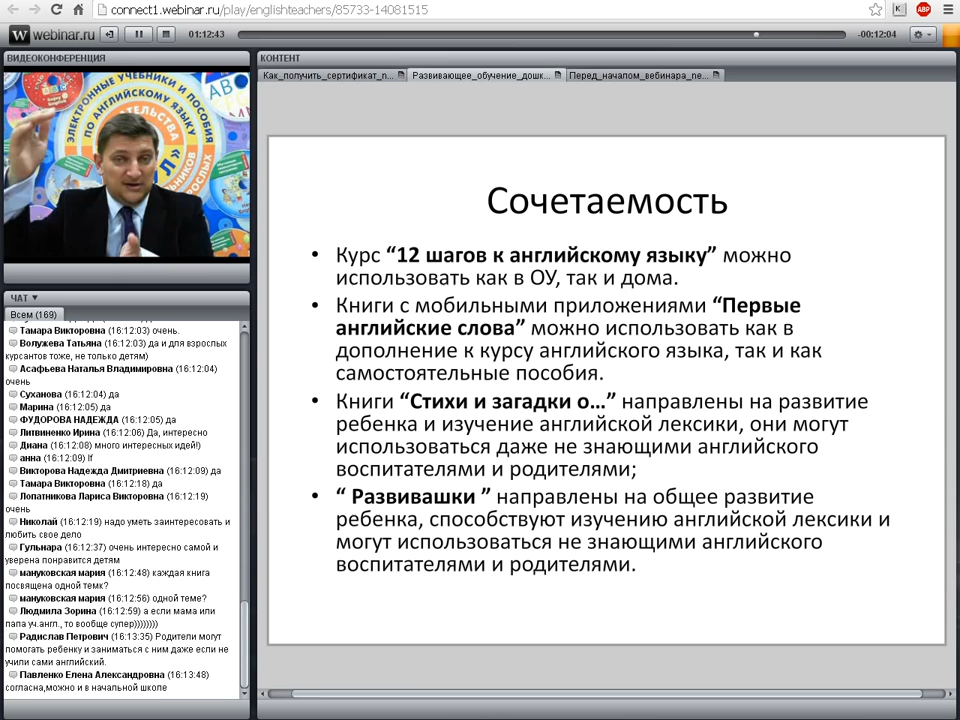 connect1.webinar.ru/play/englishteachers/85733-14081515
K
ABP
W webinar.ru
01:12:43
-00:12:04
ВИДЕОКОНФЕРЕНЦИЯ
ЭЛЕКТРОННЫЕ УЧЕБНИКИ И ПОСОБИЯ
ПО АНГЛИЙСКОМУ ЯЗЫКУ
ЧАТ
Всем (169)
Тамара Викторовна (16:12:03) очень.
Волужева Татьяна (16:12:03) да и для взрослых
курсантов тоже, не только детям)
Асафьева Наталья Владимировна (16:12:04)
очень
Суханова (16:12:04) да
Марина (16:12:05) да
ФУДОРОВА НАДЕЖДА (16:12:05) да
Литвиненко Ирина (16:12:06) Да, интересно
Диана (16:12:08) много интересных идей!)
анна (16:12:09) lf
Викторова Надежда Дмитриевна (16:12:09) да
Тамара Викторовна (16:12:18) да
Лопатникова Лариса Викторовна (16:12:19)
очень
Николай (16:12:19) надо уметь заинтересовать и
любить свое дело
Гульнара (16:12:37) очень интересно самой и
уверена понравится детям
мануковская мария (16:12:48) каждая книга
посвящена одной темк?
мануковская мария (16:12:56) одной теме?
Людмила Зорина (16:12:59) а если мама или
папа уч.англ., то вообще супер))))))))
Радислав Петрович (16:13:35) Родители могут
помогать ребенку и заниматься с ним даже если не
учили сами английский.
Павленко Елена Александровна (16:13:48)
согласна,можно и в начальной школе
КОНТЕНТ
Как_получить_сертификат_п...
Развивающее_обучение_дошк...
Перед_началом_вебинара_пе...
Сочетаемость
• Курс “12 шагов к английскому языку” можно
использовать как в ОУ, так и дома.
• Книги с мобильными приложениями “Первые
английские слова” можно использовать как в
дополнение к курсу английского языка, так и как
самостоятельные пособия.
• Книги “Стихи и загадки о…” направлены на развитие
ребенка и изучение английской лексики, они могут
использоваться даже не знающими английского
воспитателями и родителями;
• “ Развивашки ” направлены на общее развитие
ребенка, способствуют изучению английской лексики и
могут использоваться не знающими английского
воспитателями и родителями.